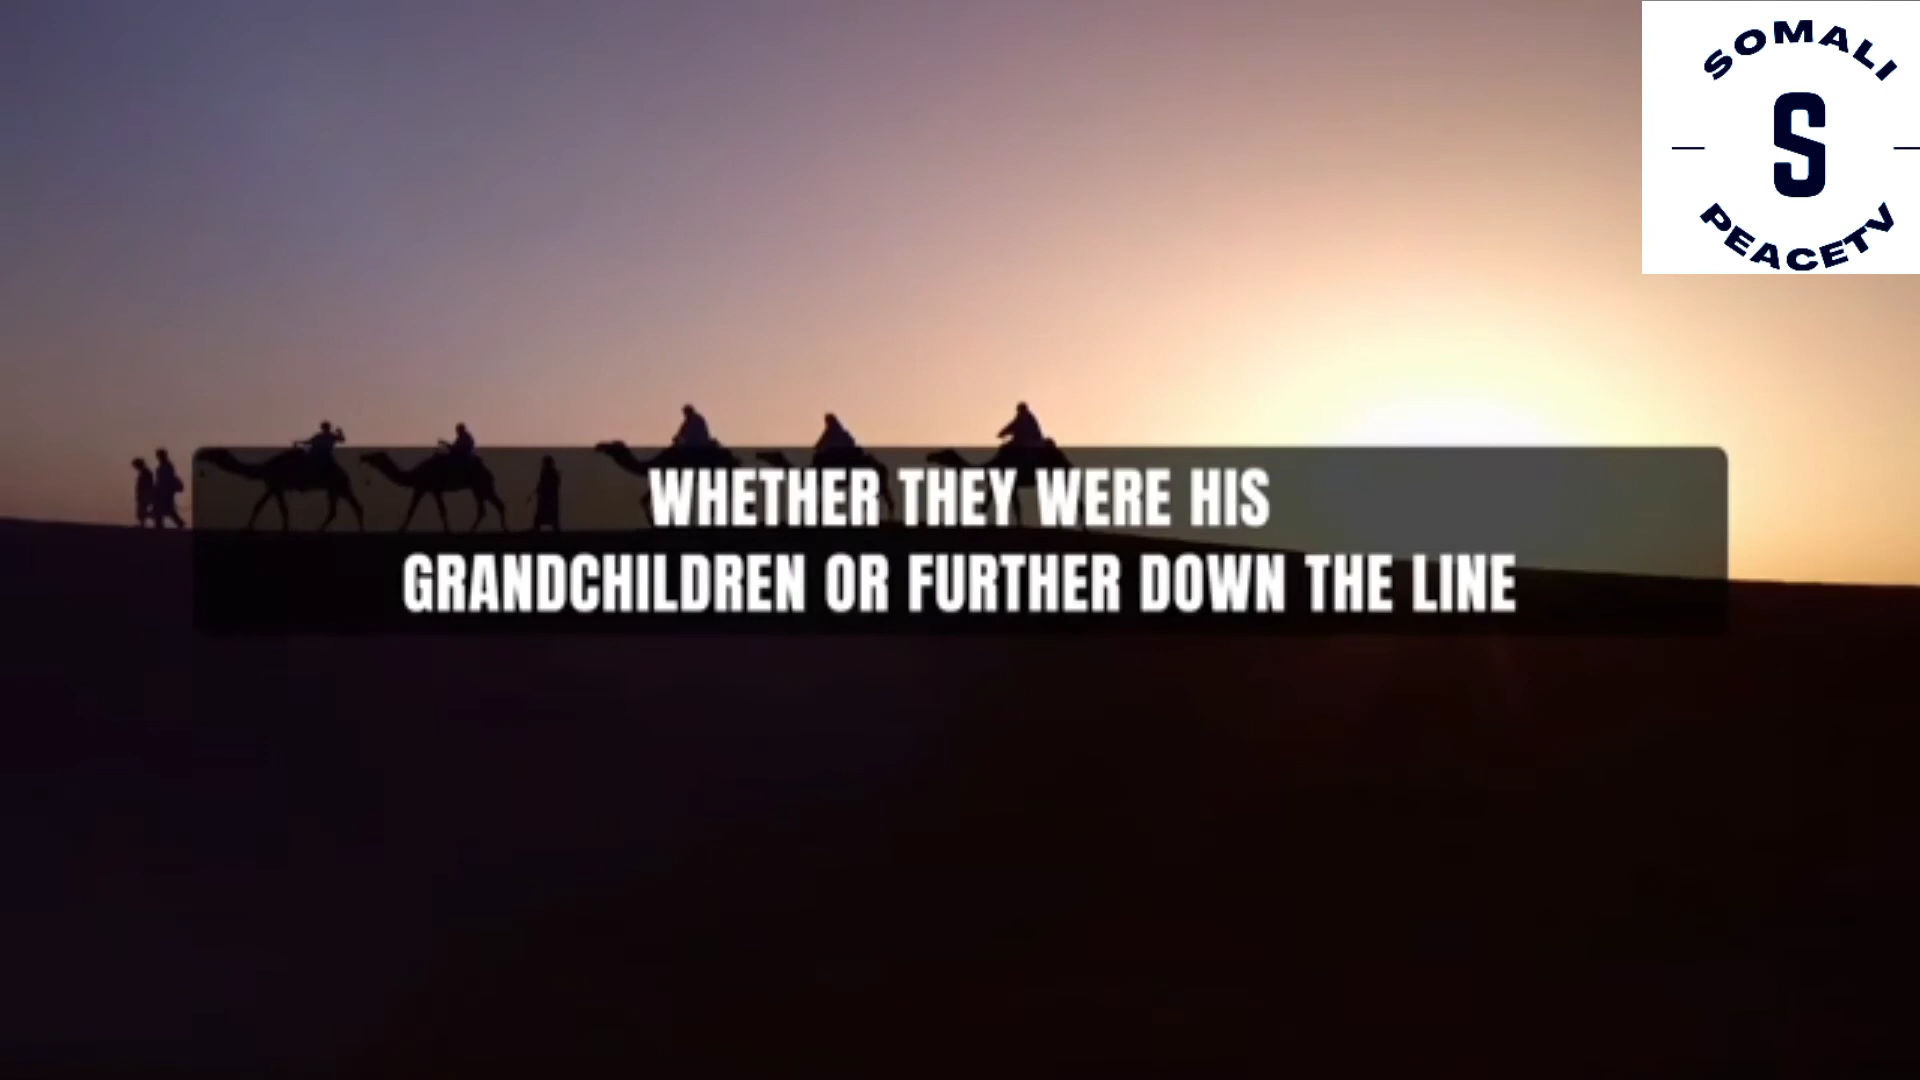 SOMALI
S
PEACETV
WHETHER THEY WERE HIS
GRANDCHILDREN OR FURTHER DOWN THE LINE